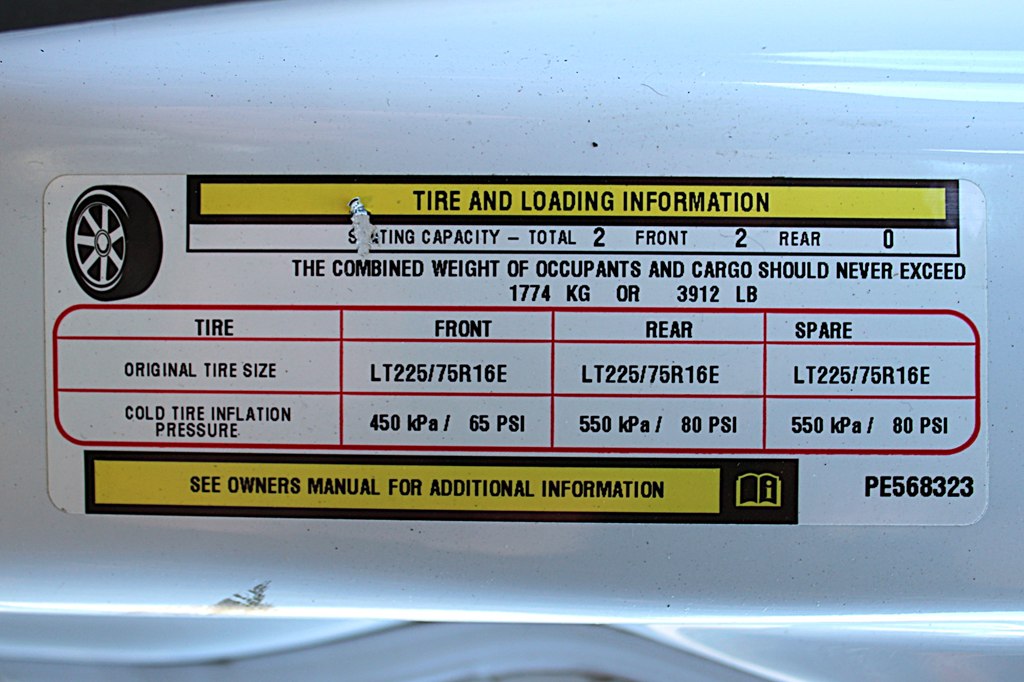 TIRE AND LOADING INFORMATION
SEATING CAPACITY – TOTAL 2 FRONT 2 REAR 0
THE COMBINED WEIGHT OF OCCUPANTS AND CARGO SHOULD NEVER EXCEED
1774 KG OR 3912 LB
TIRE FRONT REAR SPARE
ORIGINAL TIRE SIZE LT225/75R16E LT225/75R16E LT225/75R16E
COLD TIRE INFLATION
PRESSURE 450 kPa / 65 PSI 550 kPa / 80 PSI 550 kPa / 80 PSI
SEE OWNERS MANUAL FOR ADDITIONAL INFORMATION
PE568323